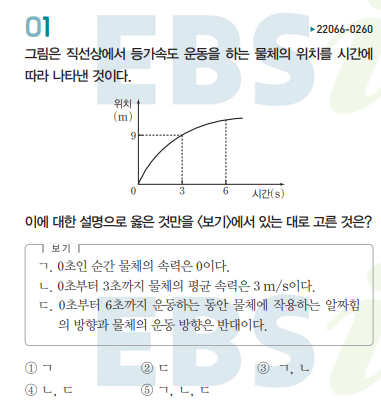 01
▶22066-0260
그림은 직선상에서 등가속도 운동을 하는 물체의 위치를 시간에
따라 나타낸 것이다.
위치
(m)
9
0 3 6 시간(s)
이에 대한 설명으로 옳은 것만을 <보기>에서 있는 대로 고른 것은?
보기
ㄱ. 0초인 순간 물체의 속력은 0이다.
ㄴ. 0초부터 3초까지 물체의 평균 속력은 3 m/s이다.
ㄷ. 0초부터 6초까지 운동하는 동안 물체에 작용하는 알짜힘
의 방향과 물체의 운동 방향은 반대이다.
① ㄱ ② ㄷ ③ ㄱ, ㄴ
④ ㄴ, ㄷ ⑤ ㄱ, ㄴ, ㄷ
EBSi
EBSi